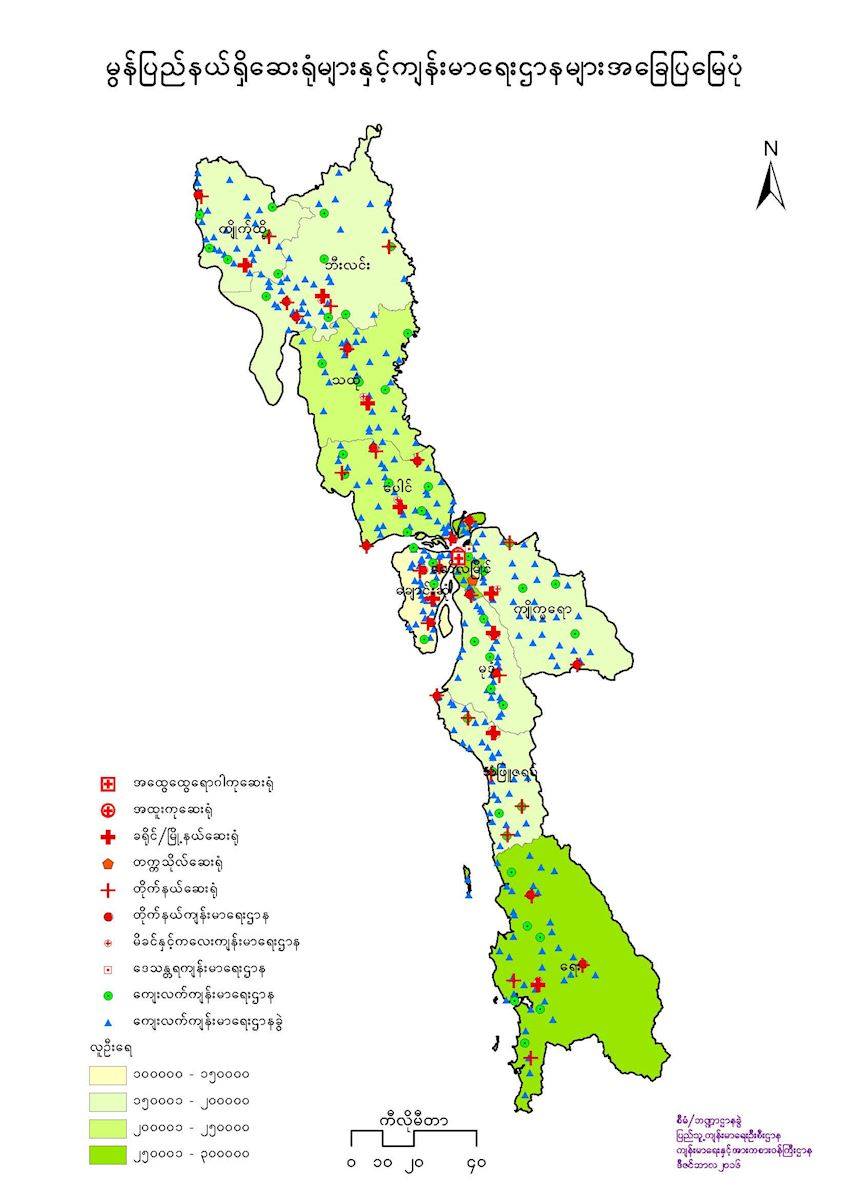 မွန်ပြည်နယ်ရှိဆေးရုံများနှင့်ကျန်းမာရေးဌာနများအခြေပြမြေပုံ
N
ကျိုက်ထို
ဘီးလင်း
သထုံ
ပေါင်
မော်လမြိုင်
ချောင်းဆုံ
ကျိုက္ခရော
မုဒုံ
သံဖြူဇရပ်
ရေး
အထွေထွေရောဂါကုဆေးရုံ
အထူးကုဆေးရုံ
ခရိုင်/မြို့နယ်ဆေးရုံ
တက္ကသိုလ်ဆေးရုံ
တိုက်နယ်ဆေးရုံ
တိုက်နယ်ကျန်းမာရေးဌာန
မိခင်နှင့်ကလေးကျန်းမာရေးဌာန
ဒေသန္တရကျန်းမာရေးဌာန
ကျေးလက်ကျန်းမာရေးဌာန
ကျေးလက်ကျန်းမာရေးဌာနခွဲ
လူဦးရေ
၁၀၀၀၀၀ - ၁၅၀၀၀၀
၁၅၀၀၀၁ - ၂၀၀၀၀၀
၂၀၀၀၀၁ - ၂၅၀၀၀၀
၂၅၀၀၀၁ - ၃၀၀၀၀၀
ကီလိုမီတာ
၀ ၁၀ ၂၀ ၄၀
စီမံ/ဘဏ္ဍာဌာနခွဲ
ပြည်သူ့ကျန်းမာရေးဦးစီးဌာန
ကျန်းမာရေးနှင့်အားကစားဝန်ကြီးဌာန
ဒီဇင်ဘာလ ၂၀၁၆